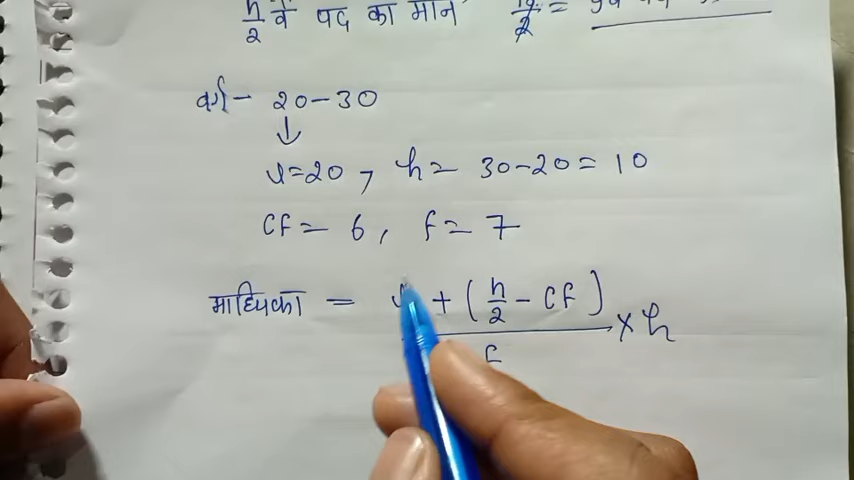 n/2 वें पद का मान
वर्ग - 20-30
↓
l=20, h= 30-20=10
cf= 6, f= 7
माध्यिका = l + (n/2 - cf) / f × h